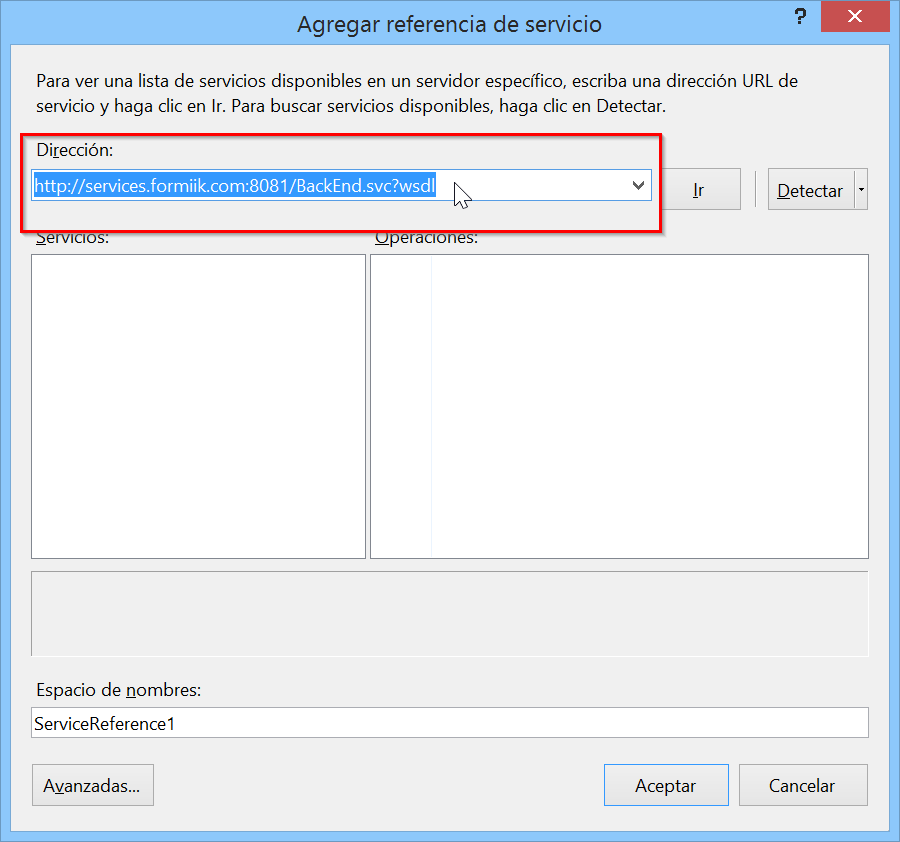 Agregar referencia de servicio
?
Para ver una lista de servicios disponibles en un servidor específico, escriba una dirección URL de
servicio y haga clic en Ir. Para buscar servicios disponibles, haga clic en Detectar.
Dirección:
http://services.formiik.com:8081/BackEnd.svc?wsdl
Ir
Detectar
Servicios:
Operaciones:
Espacio de nombres:
ServiceReference1
Avanzadas...
Aceptar
Cancelar